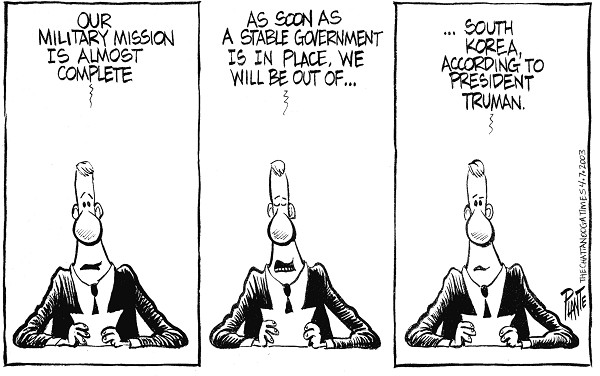 OUR
MILITARY MISSION
IS ALMOST
COMPLETE
AS SOON AS
A STABLE GOVERNMENT
IS IN PLACE, WE
WILL BE OUT OF...
... SOUTH
KOREA,
ACCORDING TO
PRESIDENT
TRUMAN.
THE CHATTANOOGA TIMES 4.7.2003
PLANTE